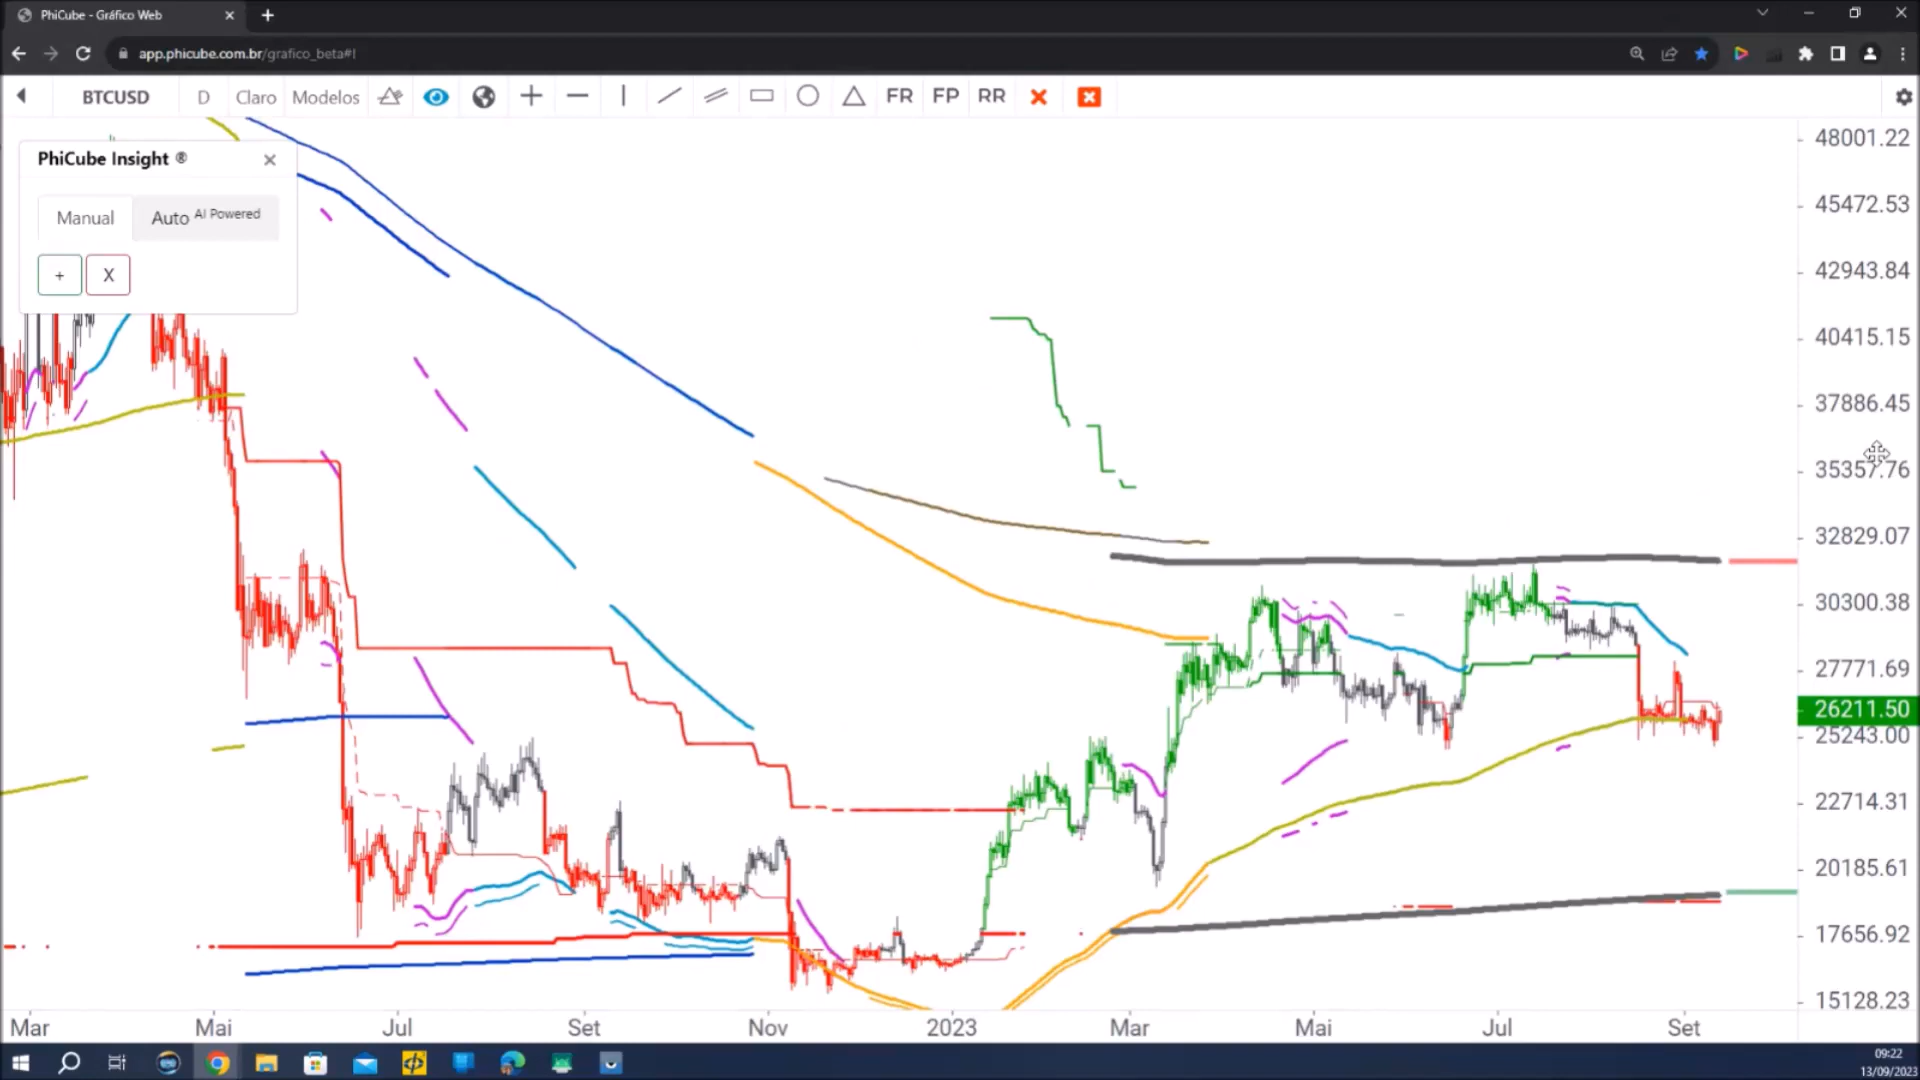 PhiCube - Gráfico Web
app.phicube.com.br/grafico_beta#!
BTCUSD D Claro Modelos FR FP RR
PhiCube Insight ®
Manual Auto AI Powered
+ X
48001.22
45472.53
42943.84
40415.15
37886.45
35357.76
32829.07
30300.38
27771.69
26211.50
25243.00
22714.31
20185.61
17656.92
15128.23
Mar Mai Jul Set Nov 2023 Mar Mai Jul Set
09:22
13/09/2023